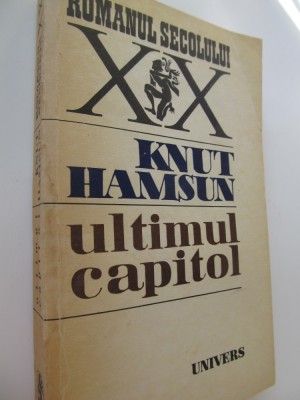 ROMANUL SECOLULUI
XX
KNUT
HAMSUN
ultimul
capitol
UNIVERS